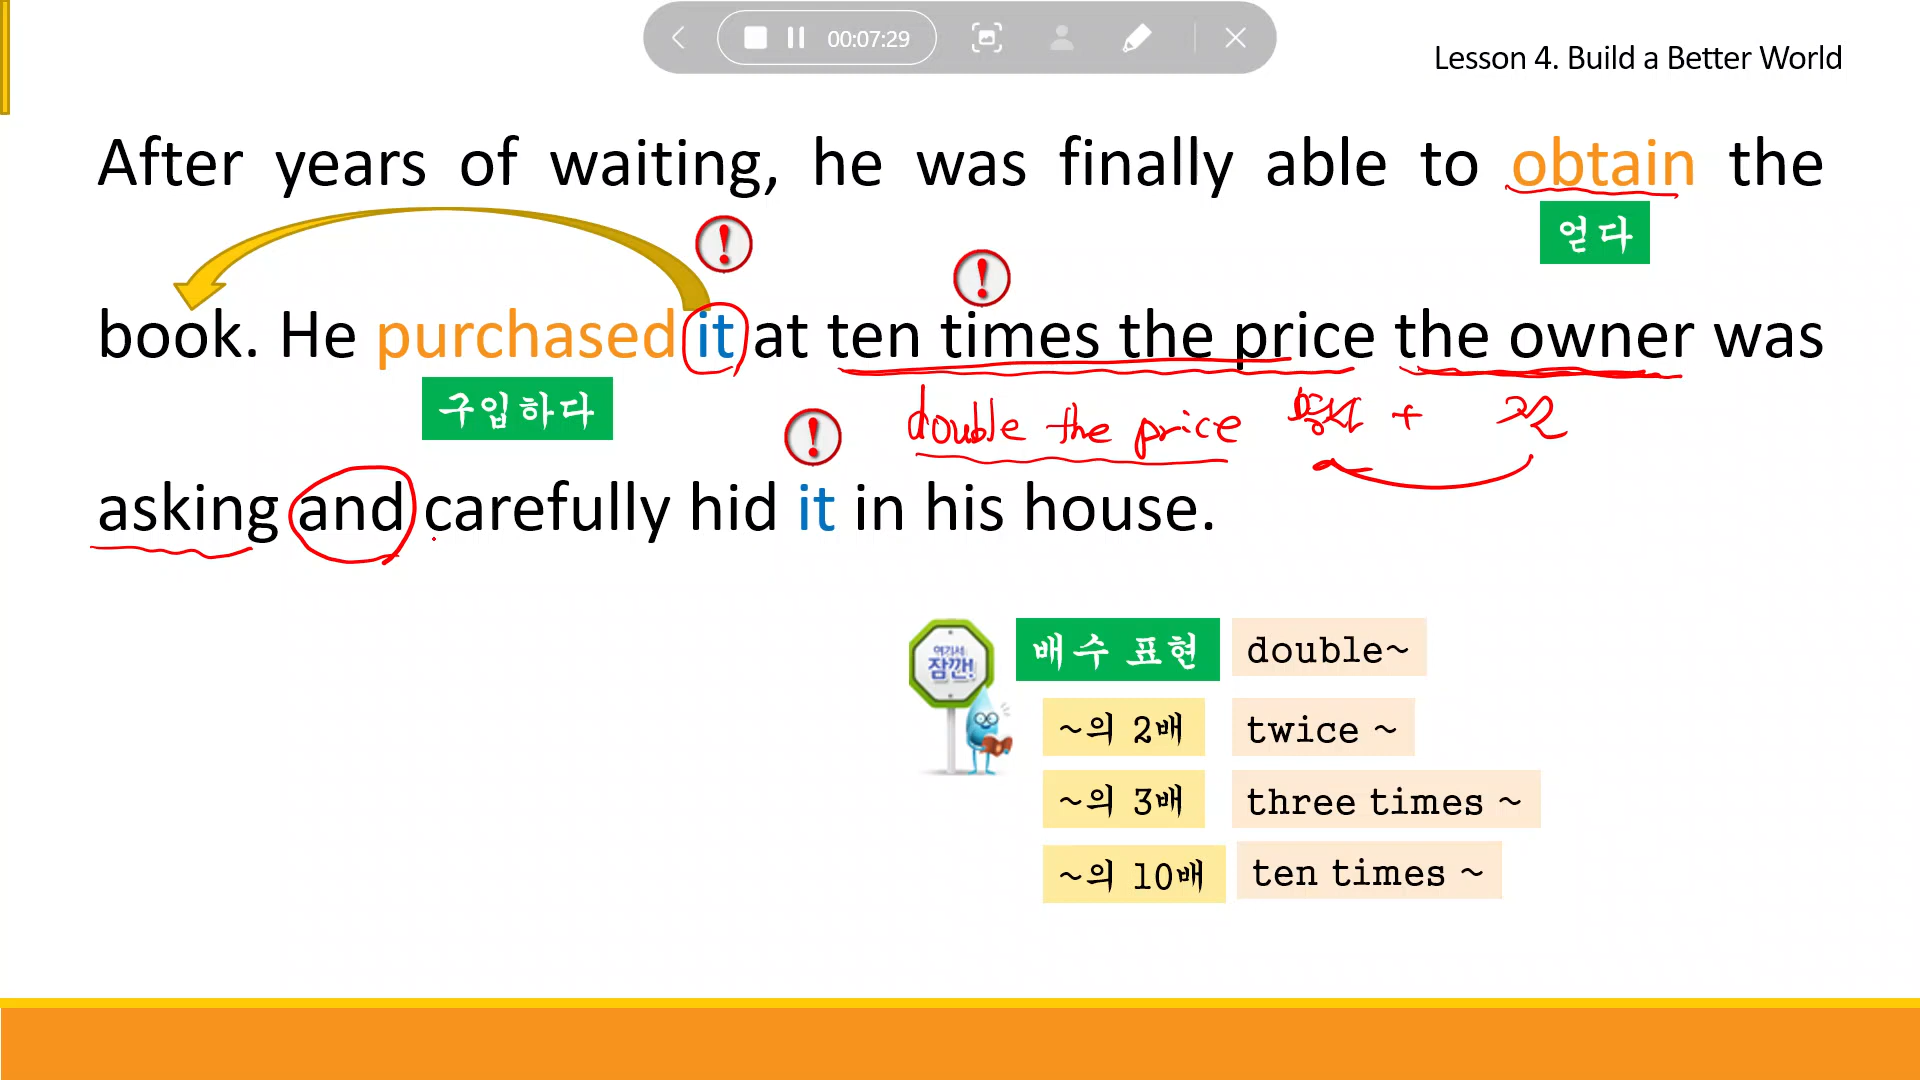 00:07:29
Lesson 4. Build a Better World
After years of waiting, he was finally able to obtain the
얻다
book. He purchased it at ten times the price the owner was
구입하다
double the price
+
asking and carefully hid it in his house.
여기서 잠깐!
배수 표현 double~
~의 2배 twice ~
~의 3배 three times ~
~의 10배 ten times ~